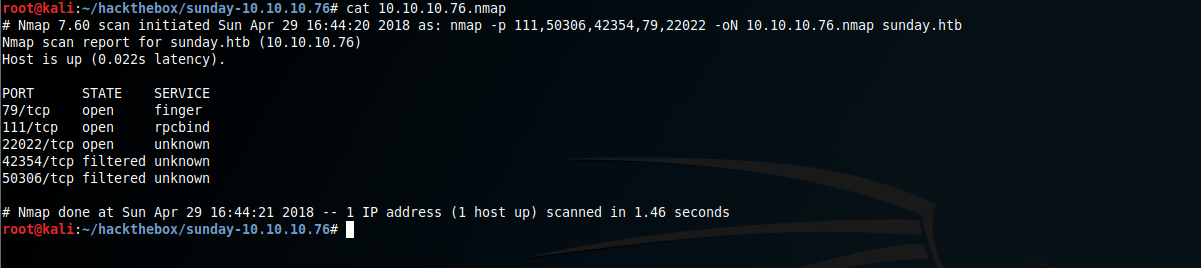 root@kali:~/hackthebox/sunday-10.10.10.76# cat 10.10.10.76.nmap
# Nmap 7.60 scan initiated Sun Apr 29 16:44:20 2018 as: nmap -p 111,50306,42354,79,22022 -oN 10.10.10.76.nmap sunday.htb
Nmap scan report for sunday.htb (10.10.10.76)
Host is up (0.022s latency).

PORT      STATE    SERVICE
79/tcp    open     finger
111/tcp   open     rpcbind
22022/tcp open     unknown
42354/tcp filtered unknown
50306/tcp filtered unknown

# Nmap done at Sun Apr 29 16:44:21 2018 -- 1 IP address (1 host up) scanned in 1.46 seconds
root@kali:~/hackthebox/sunday-10.10.10.76#